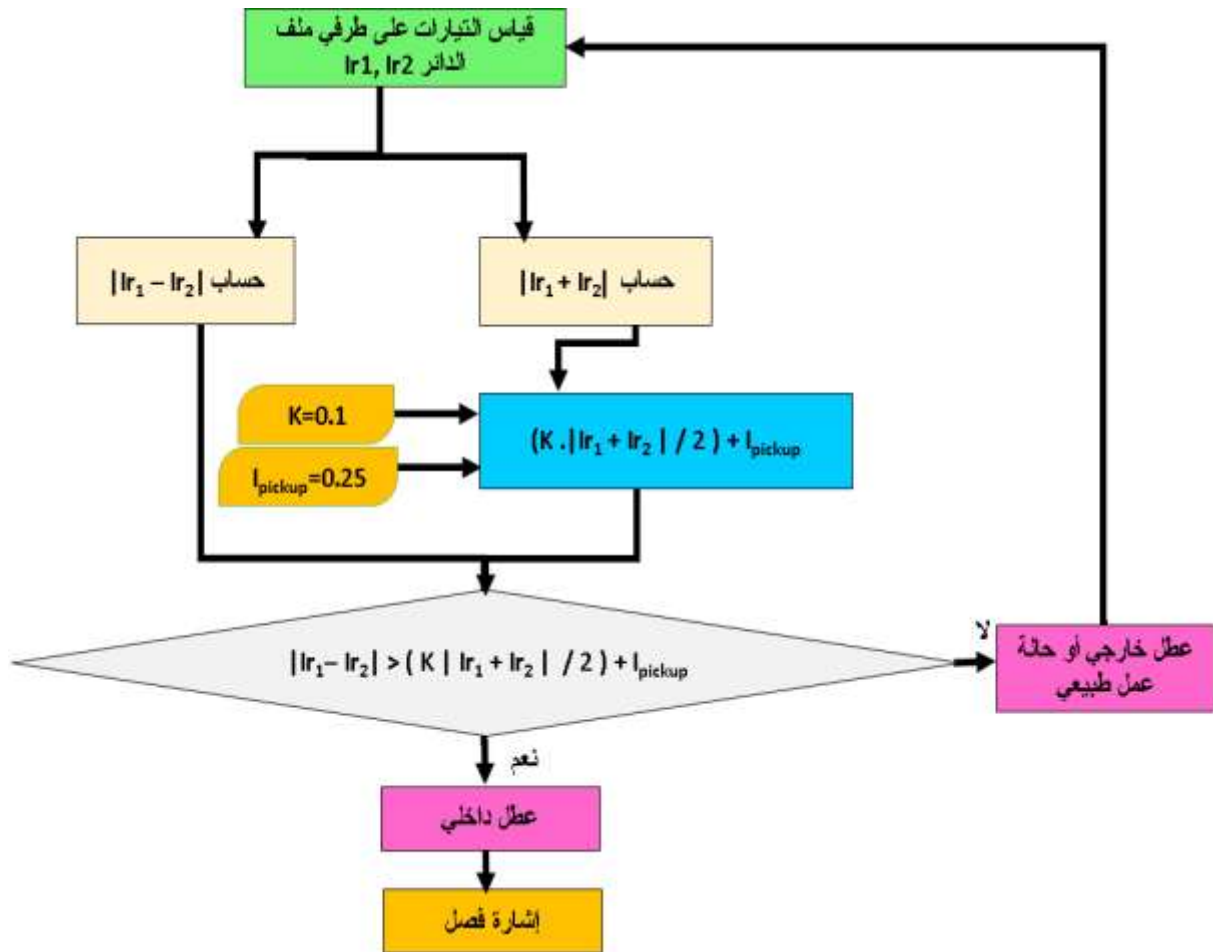 قياس التيارات على طرفي ملف
الدائر Ir1, Ir2
حساب |Ir₁ – Ir₂|
حساب |Ir₁ + Ir₂|
K=0.1
(K .|Ir₁ + Ir₂ | / 2 ) + Iₚᵢcₖᵤₚ
Iₚᵢcₖᵤₚ=0.25
|Ir₁– Ir₂| > ( K | Ir₁ + Ir₂ | / 2 ) + Iₚᵢcₖᵤₚ
لا
عطل خارجي أو حالة
عمل طبيعي
نعم
عطل داخلي
إشارة فصل